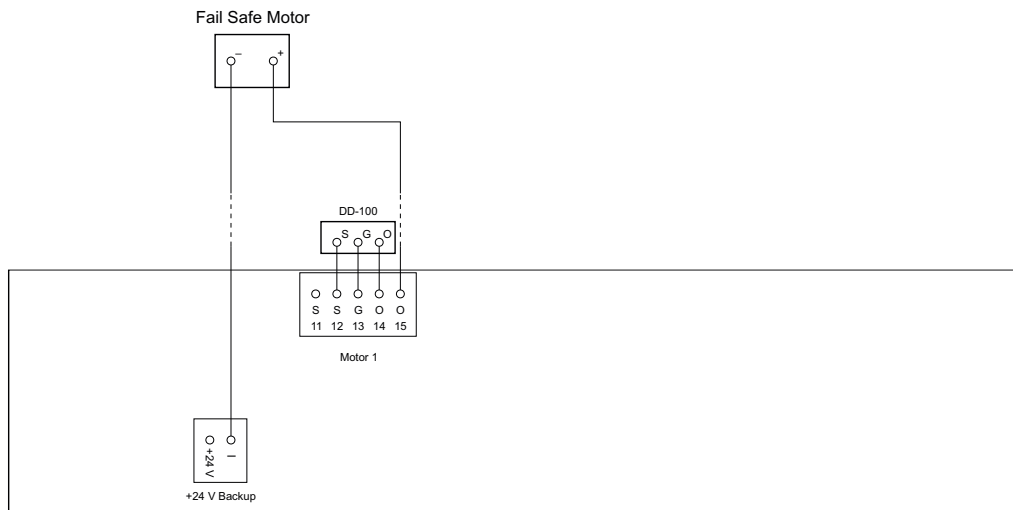 Fail Safe Motor
– +
DD-100
S G O
S S G O O
11 12 13 14 15
Motor 1
+24 V –
+24 V Backup